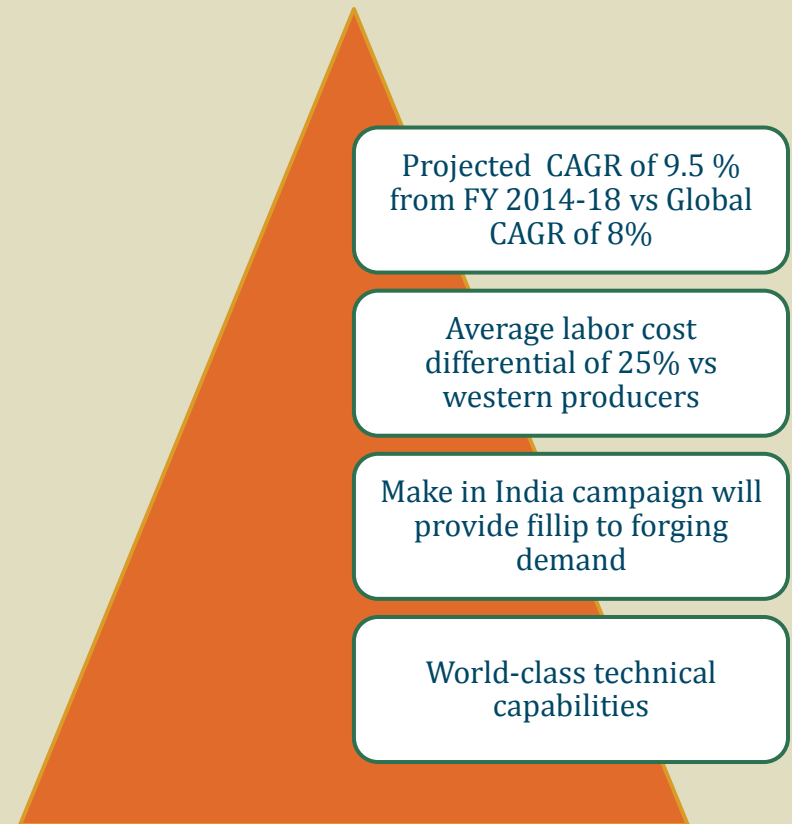 Projected  CAGR of 9.5 %
from FY 2014-18 vs Global
CAGR of 8%
Average labor cost
differential of 25% vs
western producers
Make in India campaign will
provide fillip to forging
demand
World-class technical
capabilities